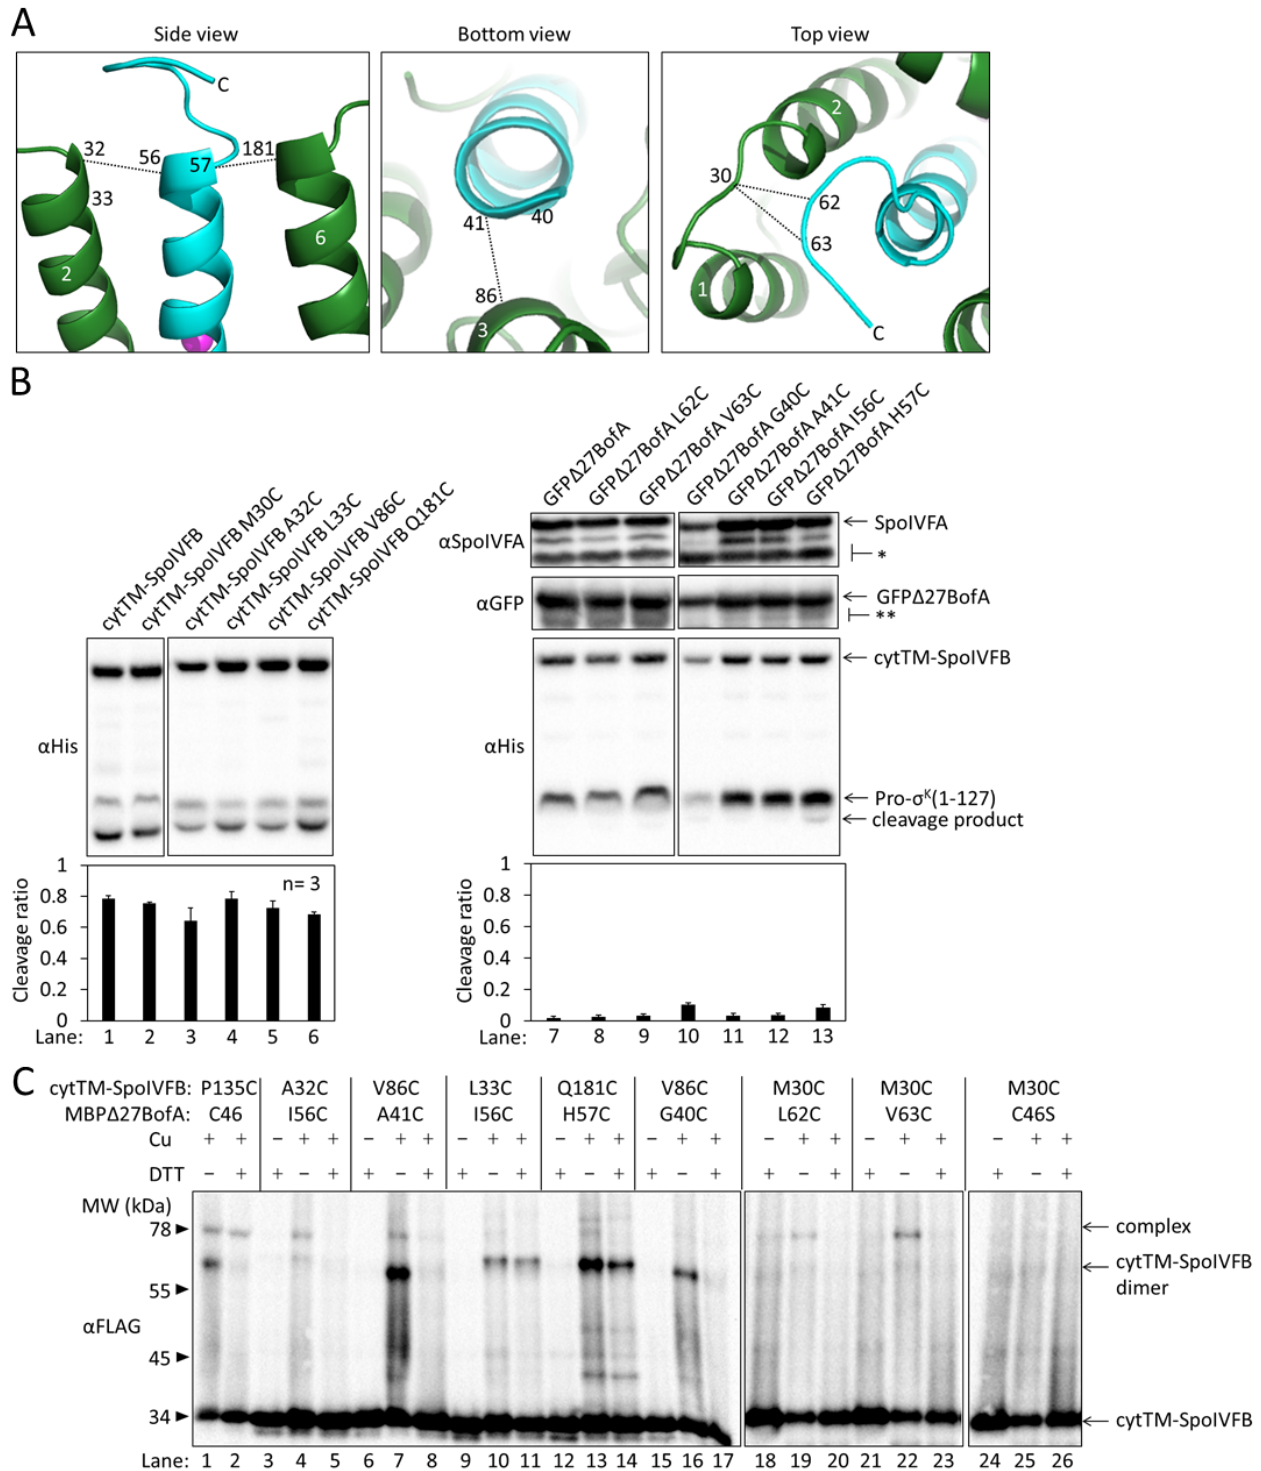 A
Side view
Bottom view
Top view
C
32
56
57
181
33
2
6
41
40
86
3
2
30
62
63
1
C
B
cytTM-SpoIVFB
cytTM-SpoIVFB M30C
cytTM-SpoIVFB A32C
cytTM-SpoIVFB L33C
cytTM-SpoIVFB V86C
cytTM-SpoIVFB Q181C
αHis
1
0.8
0.6
0.4
0.2
0
Cleavage ratio
n= 3
Lane: 1 2 3 4 5 6
GFPΔ27BofA
GFPΔ27BofA L62C
GFPΔ27BofA V63C
GFPΔ27BofA G40C
GFPΔ27BofA A41C
GFPΔ27BofA I56C
GFPΔ27BofA H57C
αSpoIVFA
SpoIVFA
*
αGFP
GFPΔ27BofA
**
cytTM-SpoIVFB
αHis
Pro-σᴷ(1-127)
cleavage product
1
0.8
0.6
0.4
0.2
0
Cleavage ratio
Lane: 7 8 9 10 11 12 13
C
cytTM-SpoIVFB: P135C A32C V86C L33C Q181C V86C M30C M30C M30C
MBPΔ27BofA: C46 I56C A41C I56C H57C G40C L62C V63C C46S
Cu + + − + + − + + − + + − + + − + + − + + − + + − + +
DTT − + + − + + − + + − + + − + + − + + − + + − + + − +
MW (kDa)
78
55
45
34
αFLAG
complex
cytTM-SpoIVFB
dimer
cytTM-SpoIVFB
Lane: 1 2 3 4 5 6 7 8 9 10 11 12 13 14 15 16 17 18 19 20 21 22 23 24 25 26